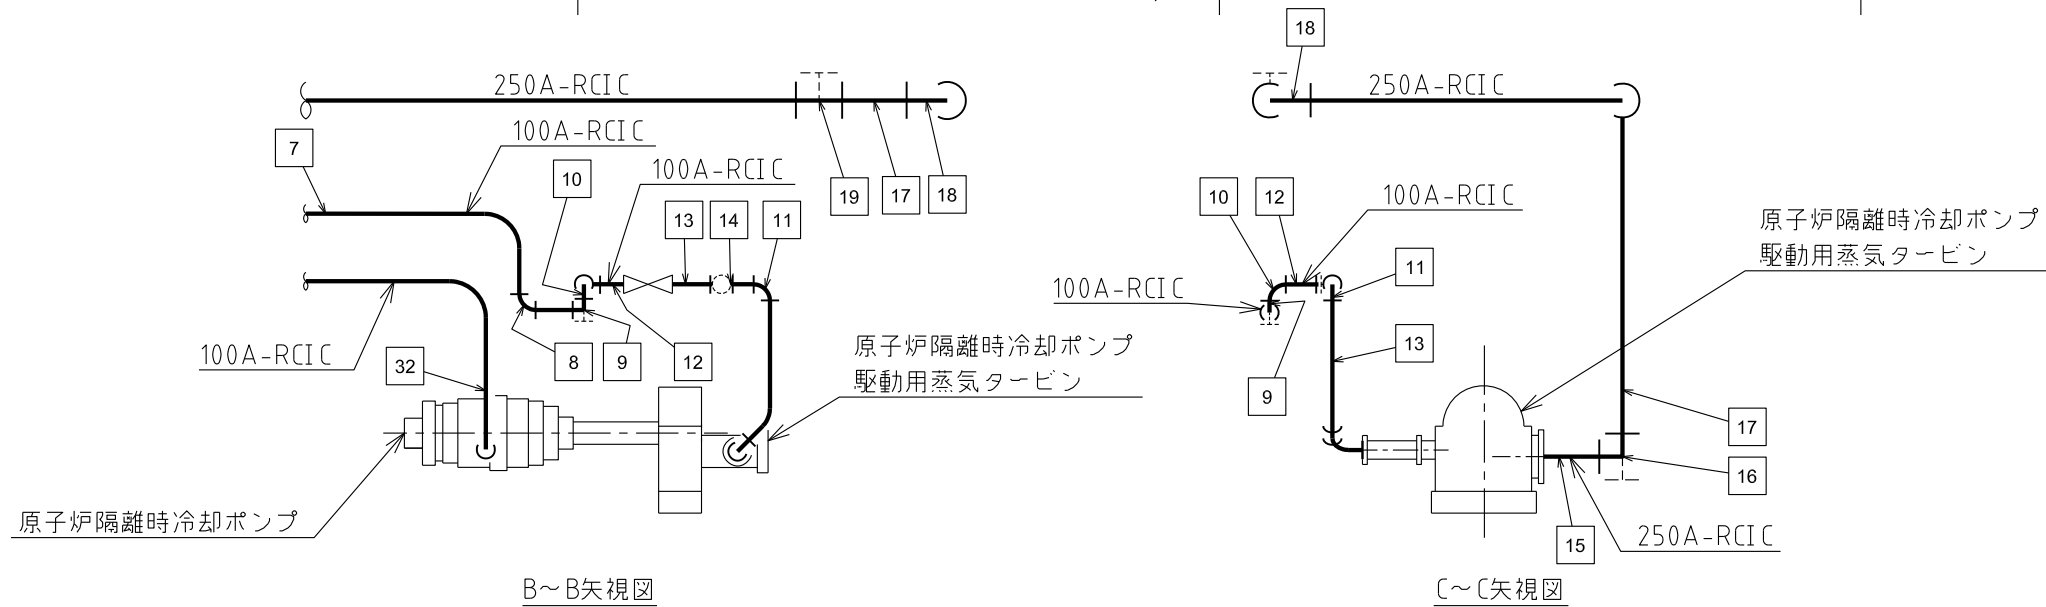 18
250A-RCIC
250A-RCIC
100A-RCIC
7
100A-RCIC
10
19
17
18
10
12
100A-RCIC
13
14
11
原子炉隔離時冷却ポンプ
駆動用蒸気タービン
11
100A-RCIC
100A-RCIC
32
8
9
12
原子炉隔離時冷却ポンプ
駆動用蒸気タービン
13
9
17
16
原子炉隔離時冷却ポンプ
15
250A-RCIC
B～B矢視図
C～C矢視図